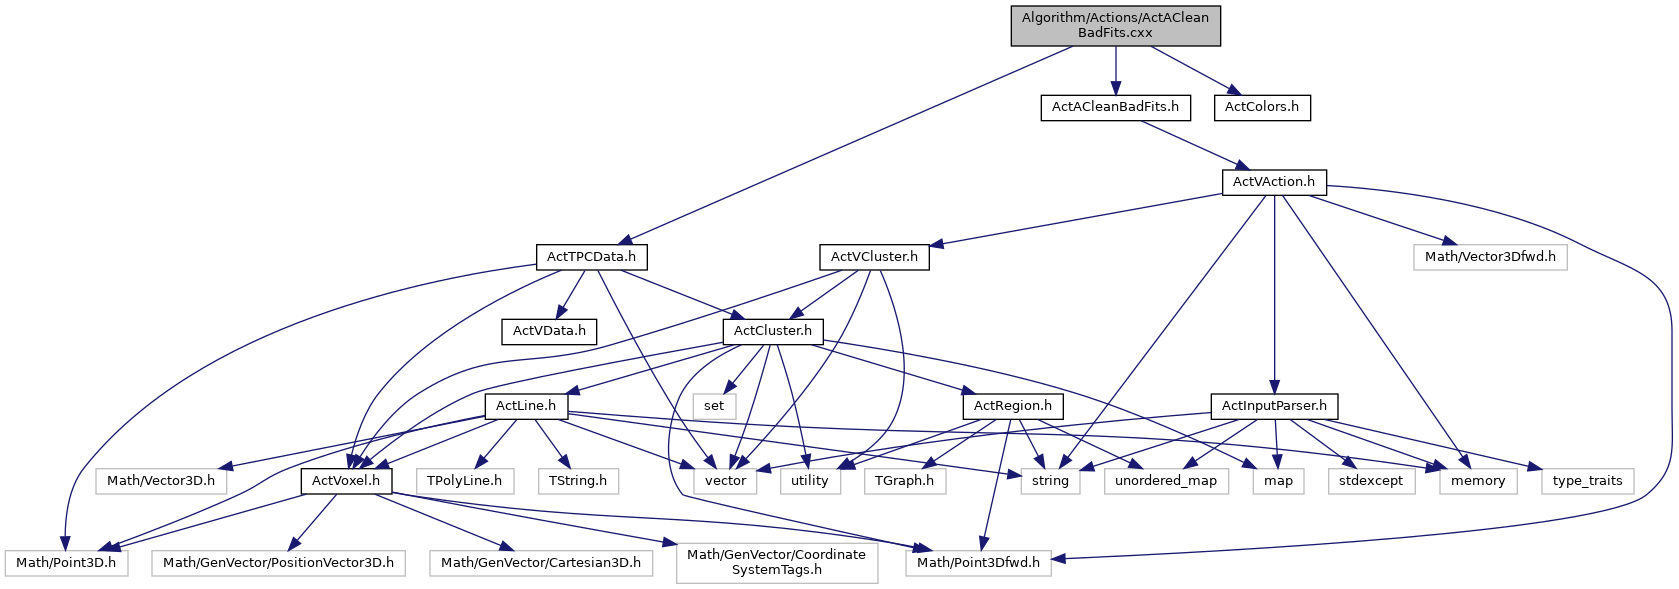 Algorithm/Actions/ActAClean
BadFits.cxx
ActACleanBadFits.h
ActColors.h
ActVAction.h
ActTPCData.h
ActVCluster.h
Math/Vector3Dfwd.h
ActVData.h
ActCluster.h
ActLine.h
set
ActRegion.h
ActInputParser.h
Math/Vector3D.h
ActVoxel.h
TPolyLine.h
TString.h
vector
utility
TGraph.h
string
unordered_map
map
stdexcept
memory
type_traits
Math/Point3D.h
Math/GenVector/PositionVector3D.h
Math/GenVector/Cartesian3D.h
Math/GenVector/Coordinate
SystemTags.h
Math/Point3Dfwd.h